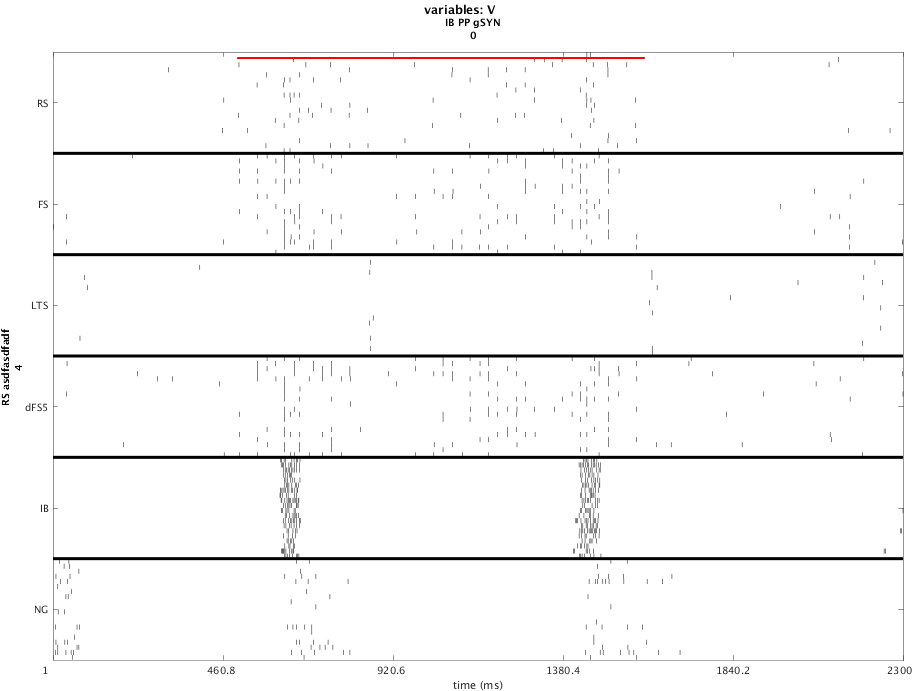 variables: V
IB PP gSYN
0
RS
FS
LTS
dFS5
IB
NG
RS asdfasdfadf
4
1 460.8 920.6 1380.4 1840.2 2300
time (ms)